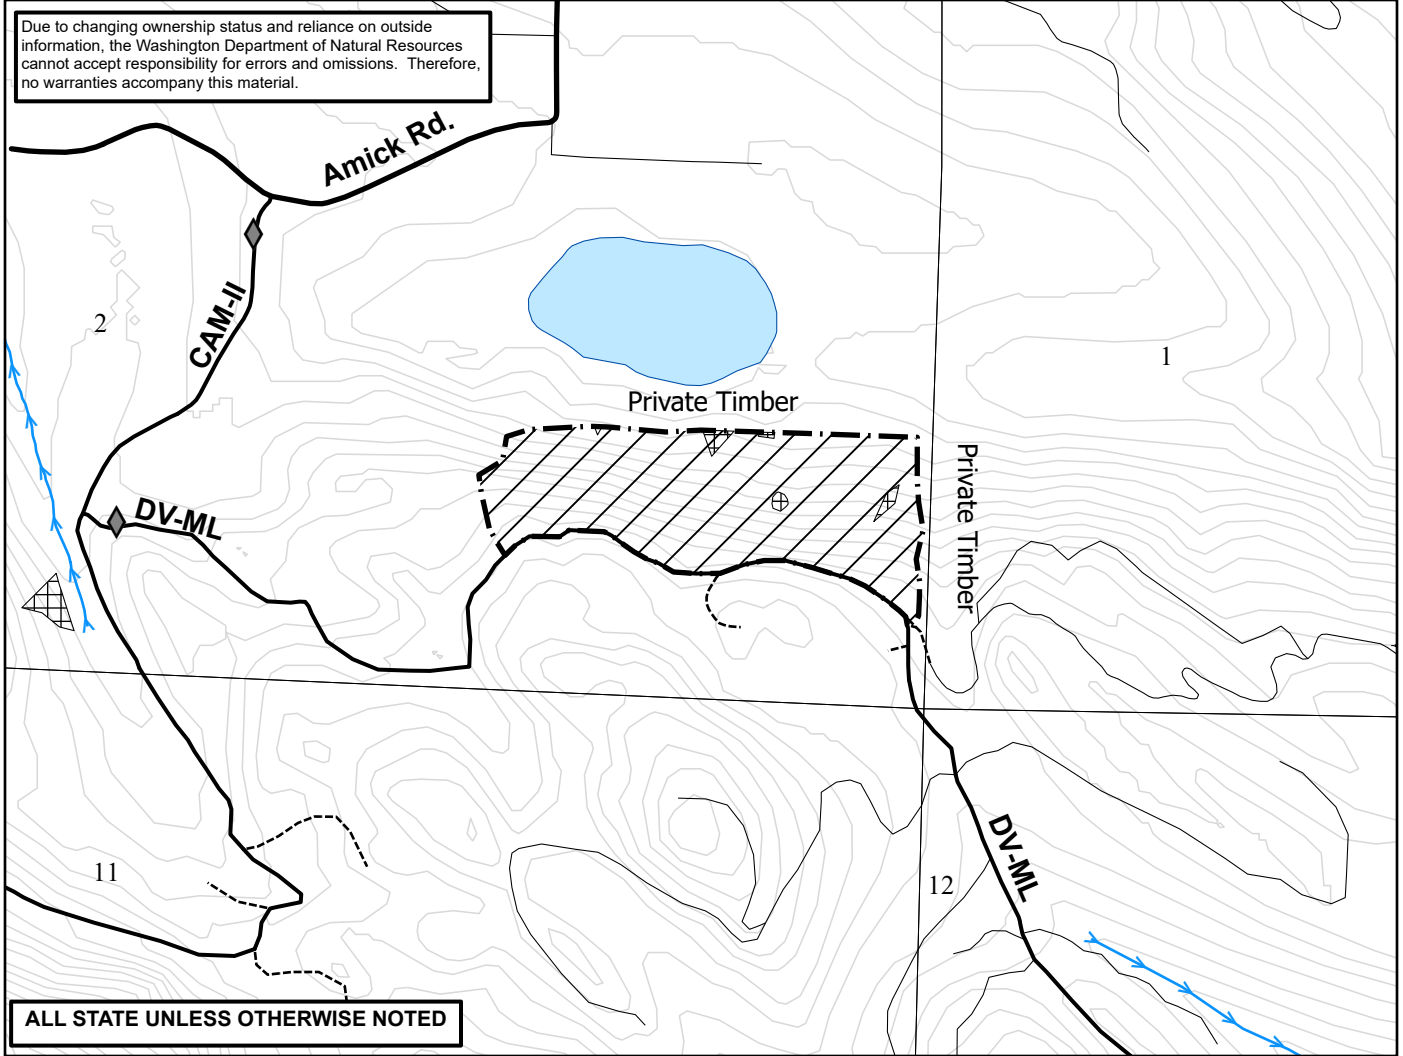 Due to changing ownership status and reliance on outside
information, the Washington Department of Natural Resources
cannot accept responsibility for errors and omissions.  Therefore,
no warranties accompany this material.
Amick Rd.
CAM-II
2
1
Private Timber
Private Timber
DV-ML
DV-ML
11
12
ALL STATE UNLESS OTHERWISE NOTED